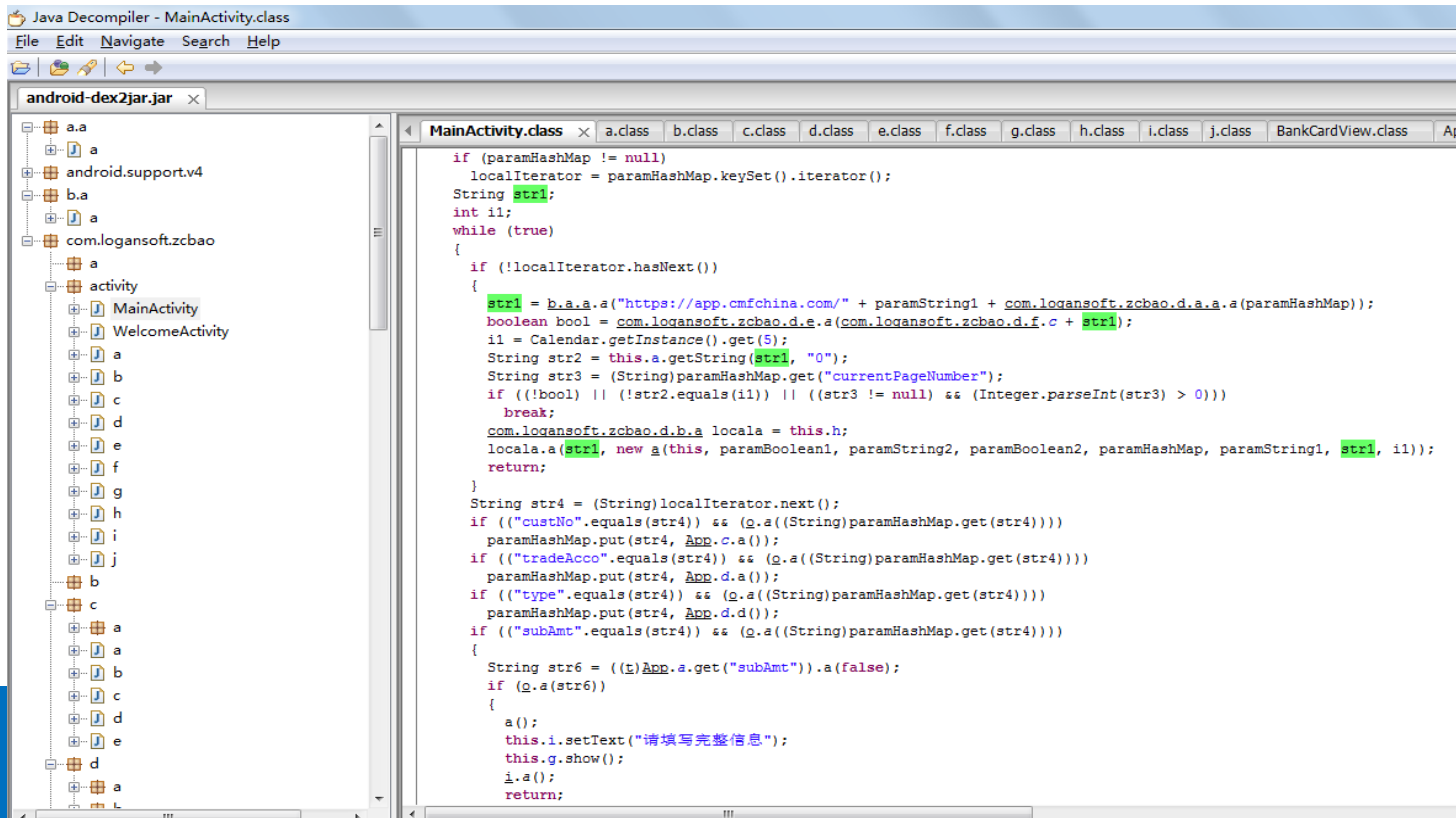 Java Decompiler - MainActivity.class
File Edit Navigate Search Help
android-dex2jar.jar
a.a
a
android.support.v4
b.a
a
com.logansoft.zcbao
a
activity
MainActivity
WelcomeActivity
a
b
c
d
e
f
g
h
i
j
b
c
a
a
b
c
d
e
d
a
MainActivity.class a.class b.class c.class d.class e.class f.class g.class h.class i.class j.class BankCardView.class Ap
if (paramHashMap != null)
localIterator = paramHashMap.keySet().iterator();
String str1;
int i1;
while (true)
{
if (!localIterator.hasNext())
{
str1 = b.a.a.a("https://app.cmfchina.com/" + paramString1 + com.logansoft.zcbao.d.a.a.a(paramHashMap));
boolean bool = com.logansoft.zcbao.d.e.a(com.logansoft.zcbao.d.f.c + str1);
i1 = Calendar.getInstance().get(5);
String str2 = this.a.getString(str1, "0");
String str3 = (String)paramHashMap.get("currentPageNumber");
if ((!bool) || (!str2.equals(i1)) || ((str3 != null) && (Integer.parseInt(str3) > 0)))
break;
com.logansoft.zcbao.d.b.a locala = this.h;
locala.a(str1, new a(this, paramBoolean1, paramString2, paramBoolean2, paramHashMap, paramString1, str1, i1));
return;
}
String str4 = (String)localIterator.next();
if (("custNo".equals(str4)) && (o.a((String)paramHashMap.get(str4))))
paramHashMap.put(str4, App.c.a());
if (("tradeAcco".equals(str4)) && (o.a((String)paramHashMap.get(str4))))
paramHashMap.put(str4, App.d.a());
if (("type".equals(str4)) && (o.a((String)paramHashMap.get(str4))))
paramHashMap.put(str4, App.d.d());
if (("subAmt".equals(str4)) && (o.a((String)paramHashMap.get(str4))))
{
String str6 = ((t)App.a.get("subAmt")).a(false);
if (o.a(str6))
{
a();
this.i.setText("请填写完整信息");
this.g.show();
i.a();
return;